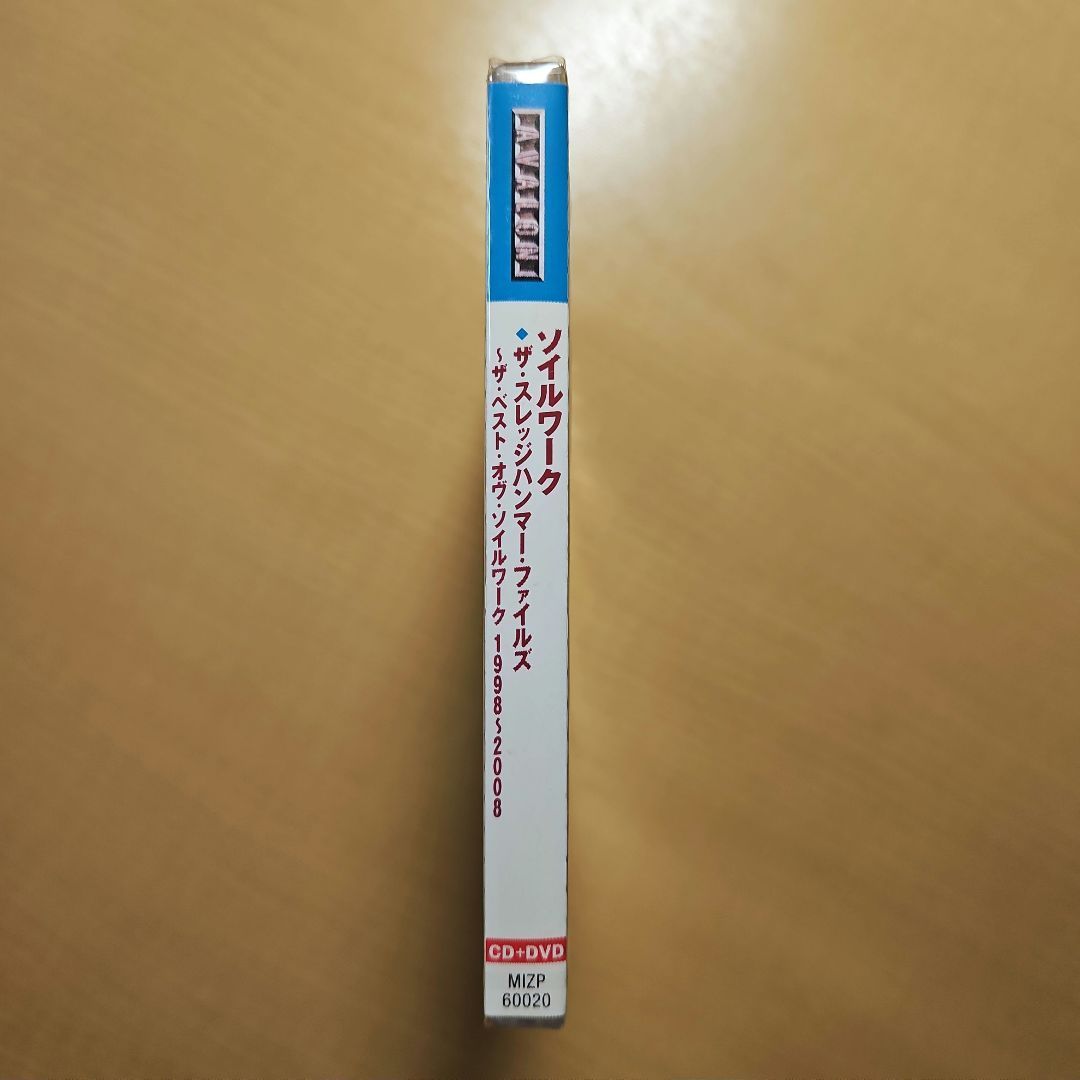 AVALON
ソイルワーク
◆ザ・スレッジハンマー・ファイルズ
～ザ・ベスト・オヴ・ソイルワーク 1998～2008
CD+DVD
MIZP
60020